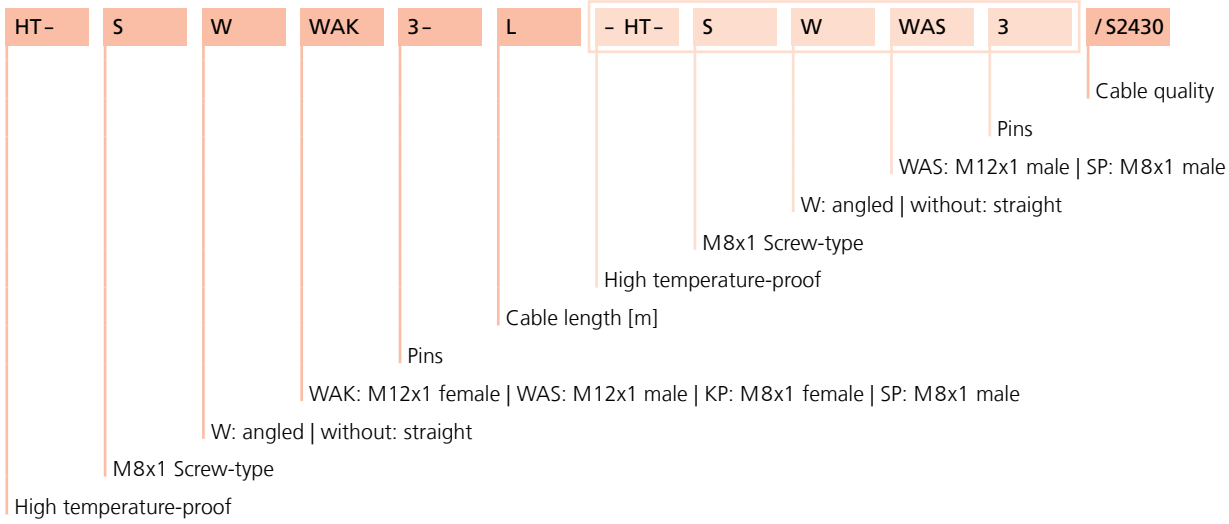 HT– S W WAK 3– L – HT– S W WAS 3 / S2430
Cable quality
Pins
WAS: M12x1 male | SP: M8x1 male
W: angled | without: straight
M8x1 Screw-type
High temperature-proof
Cable length [m]
Pins
WAK: M12x1 female | WAS: M12x1 male | KP: M8x1 female | SP: M8x1 male
W: angled | without: straight
M8x1 Screw-type
High temperature-proof